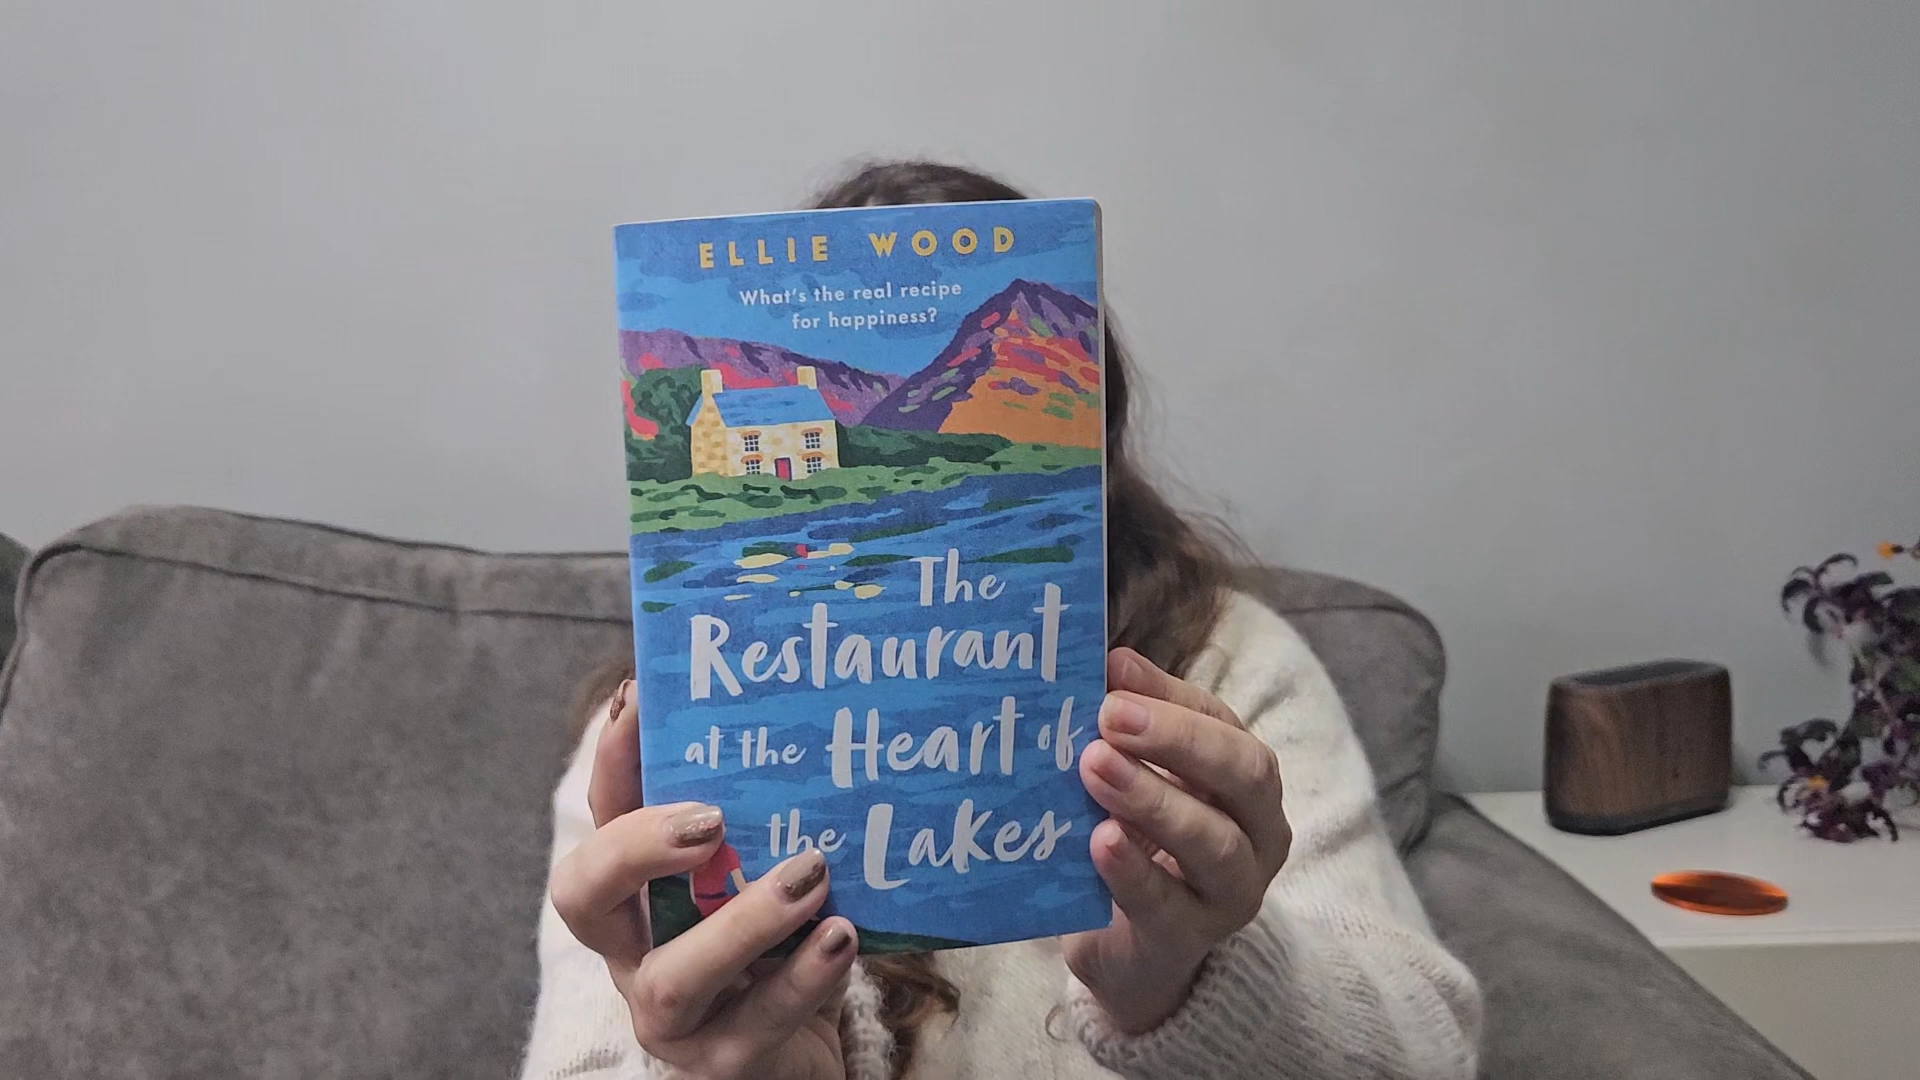 ELLIE WOOD
What's the real recipe
for happiness?
The
Restaurant
at the Heart of
the Lakes